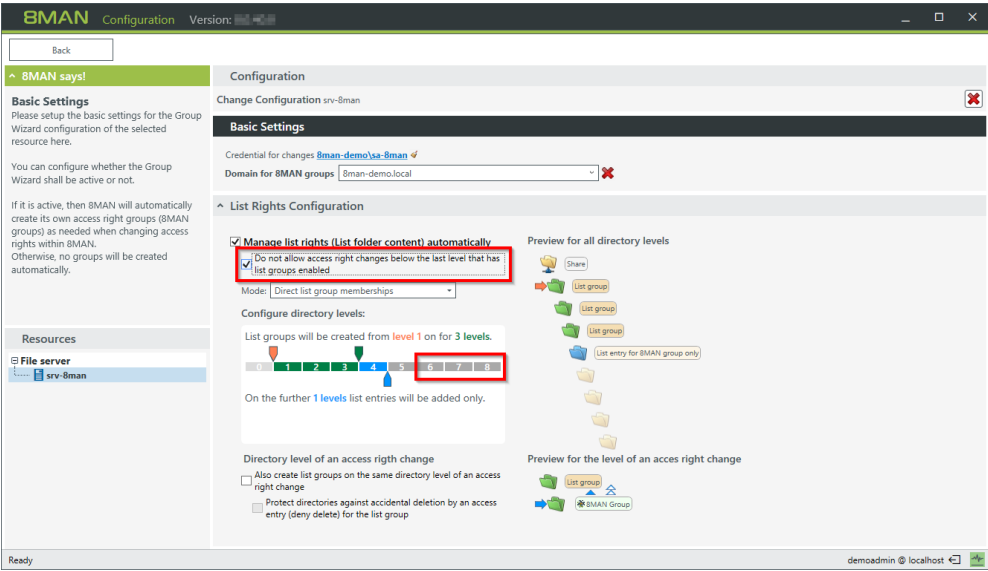 8MAN Configuration Version:
Back
8MAN says!
Basic Settings
Please setup the basic settings for the Group
Wizard configuration of the selected
resource here.
You can configure whether the Group
Wizard shall be active or not.
If it is active, then 8MAN will automatically
create its own access right groups (8MAN
groups) as needed when changing access
rights within 8MAN.
Otherwise, no groups will be created
automatically.
Resources
File server
srv-8man
Configuration
Change Configuration srv-8man
Basic Settings
Credential for changes 8man-demo\sa-8man
Domain for 8MAN groups 8man-demo.local
List Rights Configuration
Manage list rights (List folder content) automatically
Do not allow access right changes below the last level that has
list groups enabled
Mode: Direct list group memberships
Configure directory levels:
List groups will be created from level 1 on for 3 levels.
0 1 2 3 4 5 6 7 8
On the further 1 levels list entries will be added only.
Directory level of an access rigth change
Also create list groups on the same directory level of an access
right change
Protect directories against accidental deletion by an access
entry (deny delete) for the list group
Preview for all directory levels
Share
List group
List group
List group
List entry for 8MAN group only
Preview for the level of an acces right change
List group
8MAN Group
Ready
demoadmin @ localhost